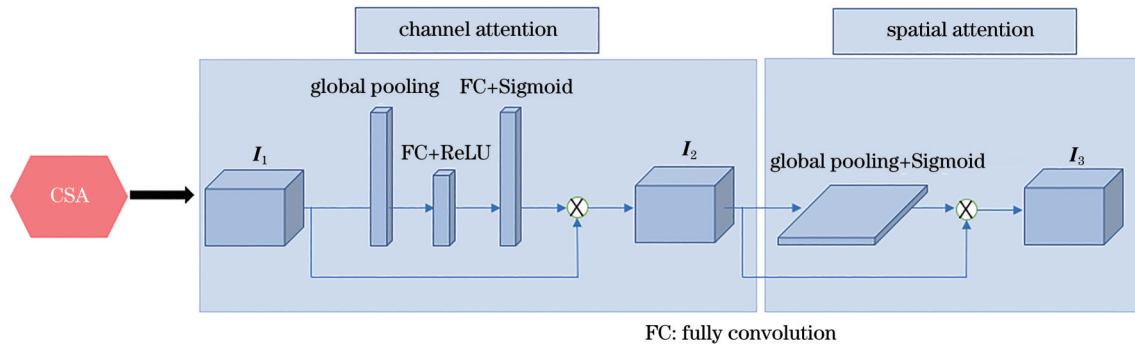 channel attention
spatial attention
global pooling
FC+Sigmoid
I1
FC+ReLU
I2
global pooling+Sigmoid
I3
CSA
FC: fully convolution